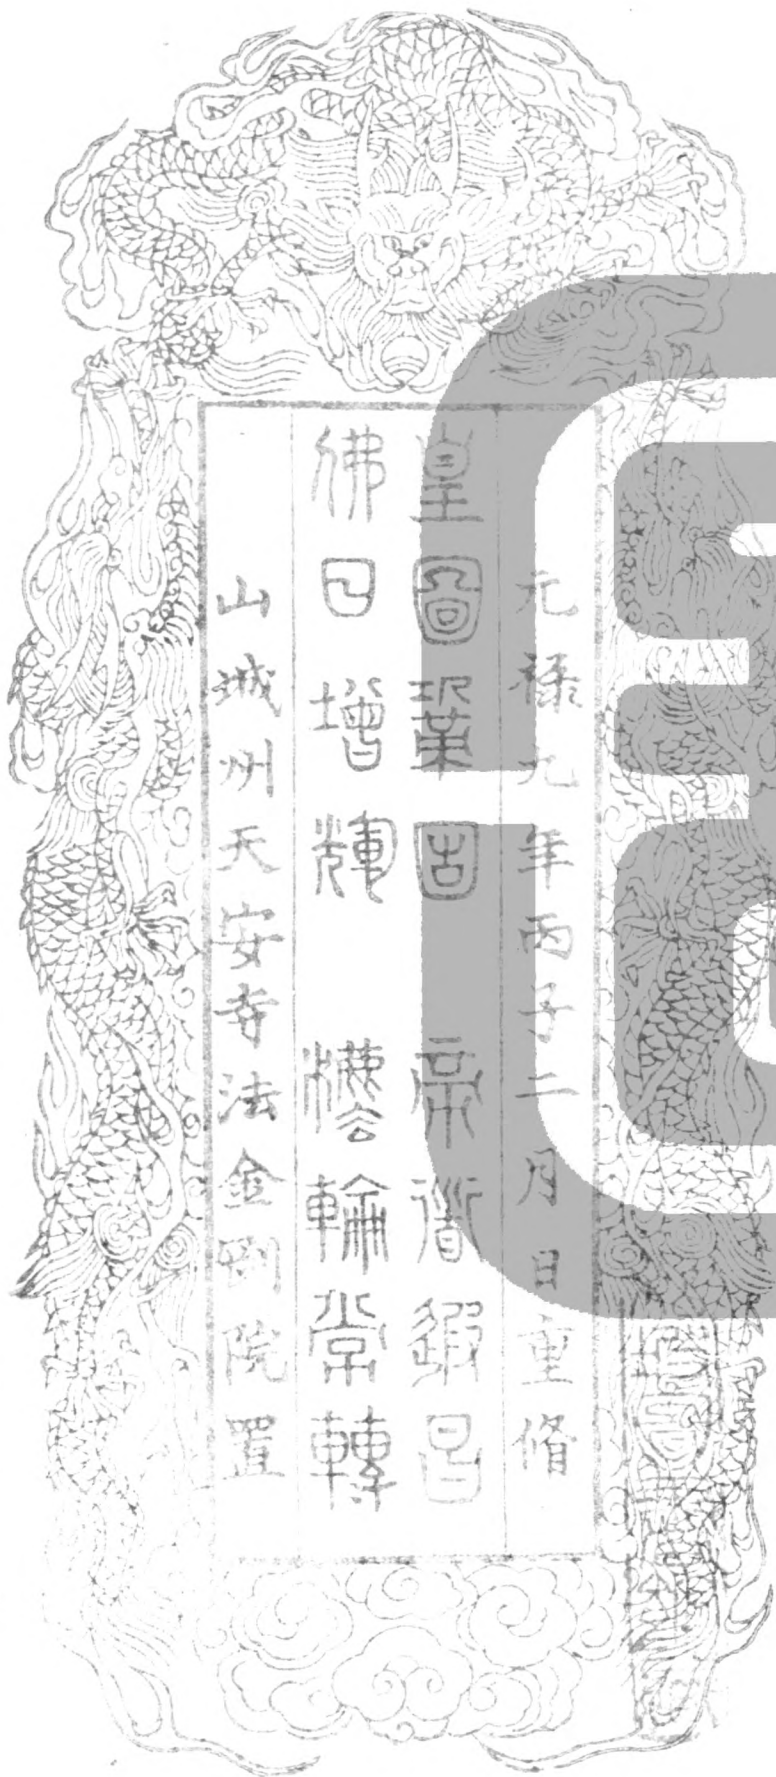 元禄九年丙子二月日重脩
皇圖鞏固　帝道遐昌
佛日增輝　法輪常轉
山城州天安寺法金剛院置